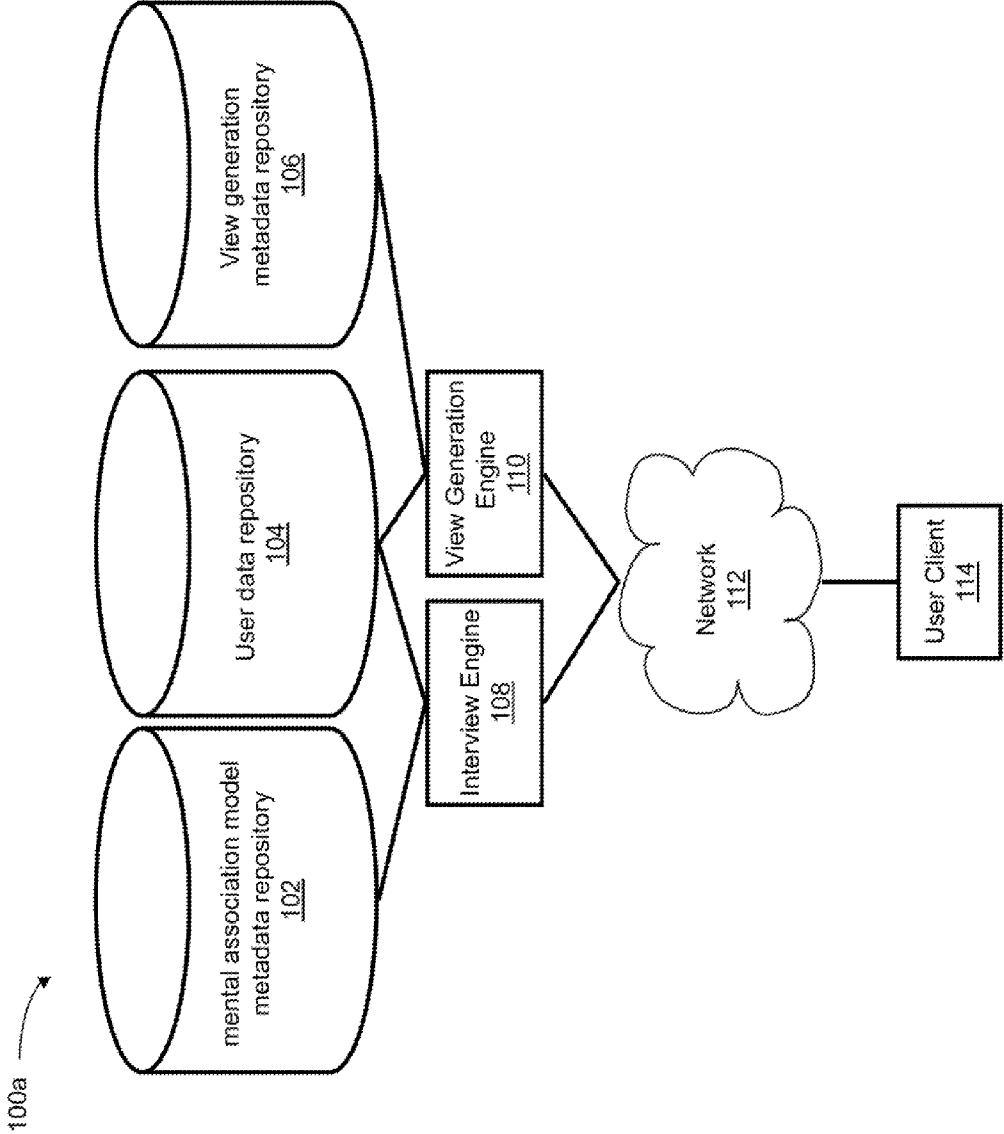 100a
mental association model
metadata repository
102
User data repository
104
View generation
metadata repository
106
Interview Engine
108
View Generation
Engine
110
Network
112
User Client
114